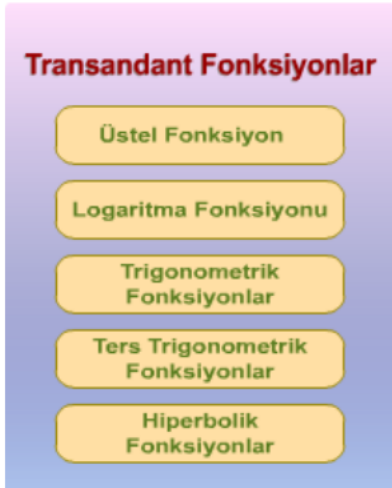 Transandant Fonksiyonlar
Üstel Fonksiyon
Logaritma Fonksiyonu
Trigonometrik
Fonksiyonlar
Ters Trigonometrik
Fonksiyonlar
Hiperbolik
Fonksiyonlar